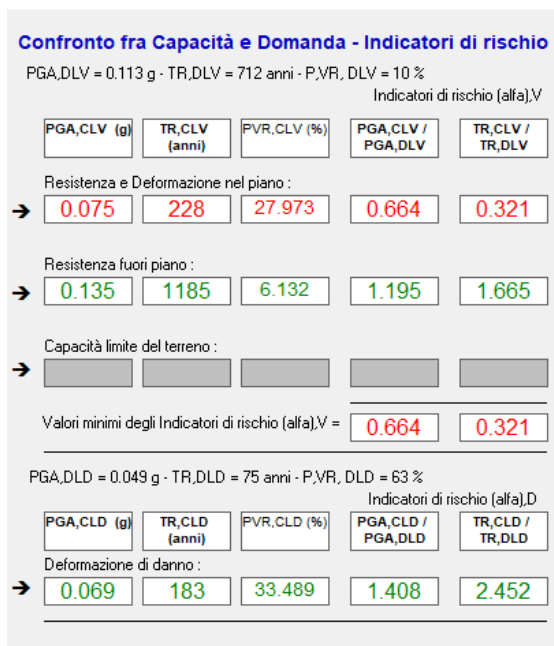 Confronto fra Capacità e Domanda - Indicatori di rischio
PGA,DLV = 0.113 g - TR,DLV = 712 anni - P,VR, DLV = 10 %
Indicatori di rischio (alfa),V
PGA,CLV (g) TR,CLV (anni) PVR,CLV (%) PGA,CLV / PGA,DLV TR,CLV / TR,DLV
Resistenza e Deformazione nel piano :
0.075 228 27.973 0.664 0.321
Resistenza fuori piano :
0.135 1185 6.132 1.195 1.665
Capacità limite del terreno :
Valori minimi degli Indicatori di rischio (alfa),V = 0.664 0.321
PGA,DLD = 0.049 g - TR,DLD = 75 anni - P,VR, DLD = 63 %
Indicatori di rischio (alfa),D
PGA,CLD (g) TR,CLD (anni) PVR,CLD (%) PGA,CLD / PGA,DLD TR,CLD / TR,DLD
Deformazione di danno :
0.069 183 33.489 1.408 2.452